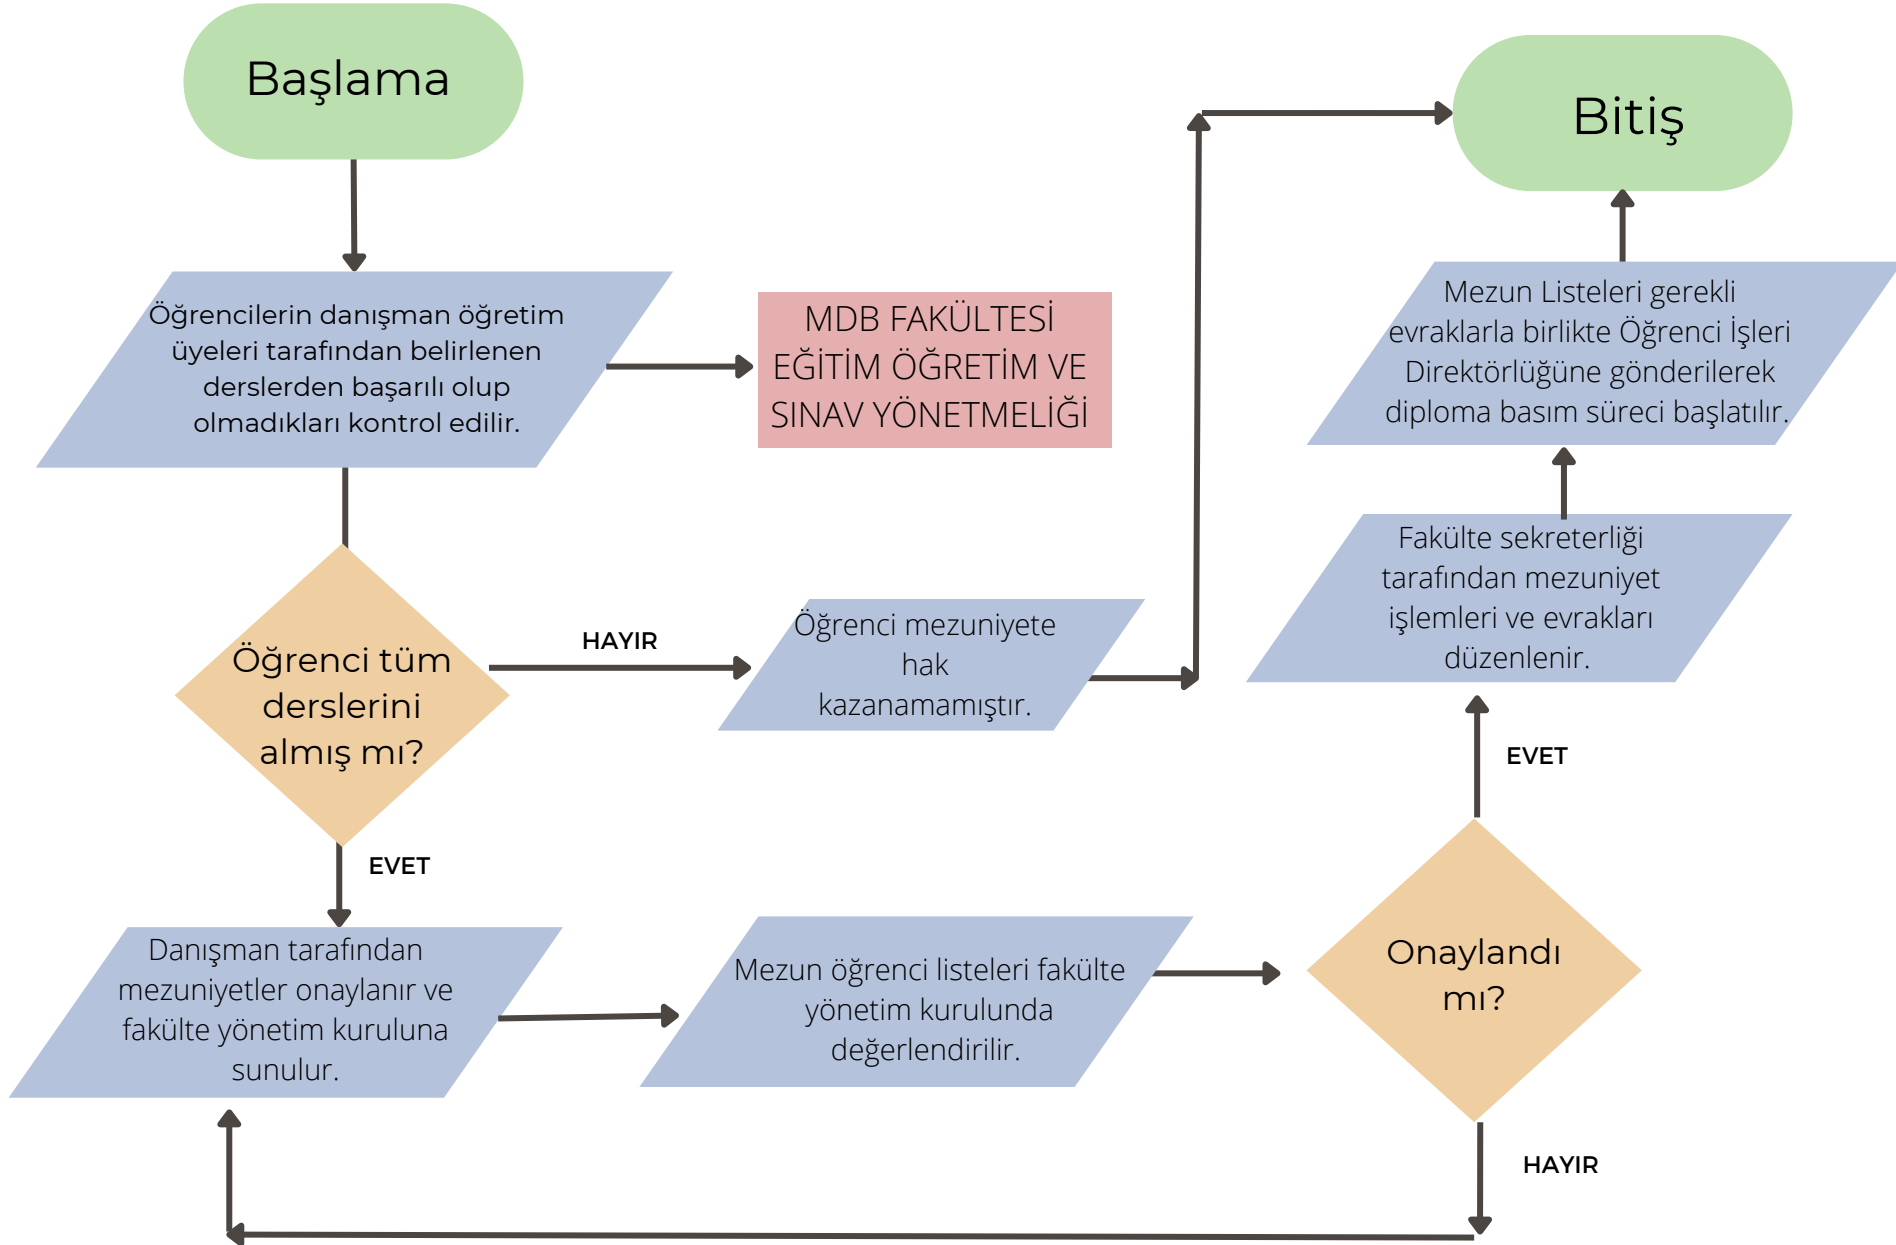 Başlama
Öğrencilerin danışman öğretim
üyeleri tarafından belirlenen
derslerden başarılı olup
olmadıkları kontrol edilir.
MDB FAKÜLTESİ
EĞİTİM ÖĞRETİM VE
SINAV YÖNETMELİĞİ
Öğrenci tüm
derslerini
almış mı?
HAYIR
Öğrenci mezuniyete
hak
kazanamamıştır.
EVET
Danışman tarafından
mezuniyetler onaylanır ve
fakülte yönetim kuruluna
sunulur.
Mezun öğrenci listeleri fakülte
yönetim kurulunda
değerlendirilir.
Onaylandı
mı?
HAYIR
EVET
Fakülte sekreterliği
tarafından mezuniyet
işlemleri ve evrakları
düzenlenir.
Mezun Listeleri gerekli
evraklarla birlikte Öğrenci İşleri
Direktörlüğüne gönderilerek
diploma basım süreci başlatılır.
Bitiş